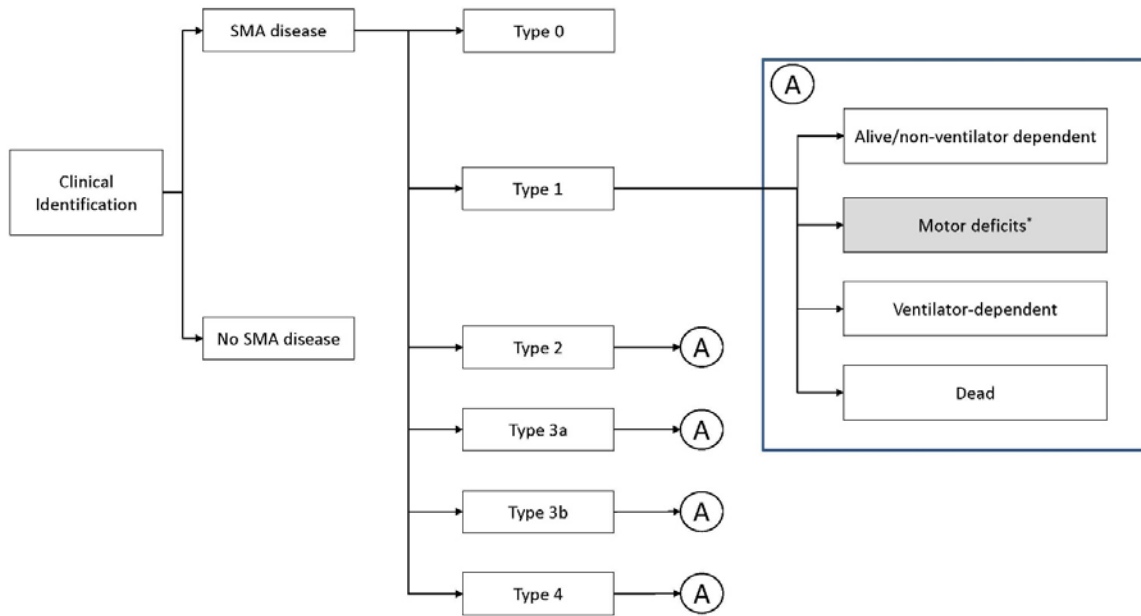 SMA disease
Type 0
A
Alive/non-ventilator dependent
Clinical
Identification
Type 1
Motor deficits*
Ventilator-dependent
No SMA disease
Type 2
A
Dead
Type 3a
A
Type 3b
A
Type 4
A